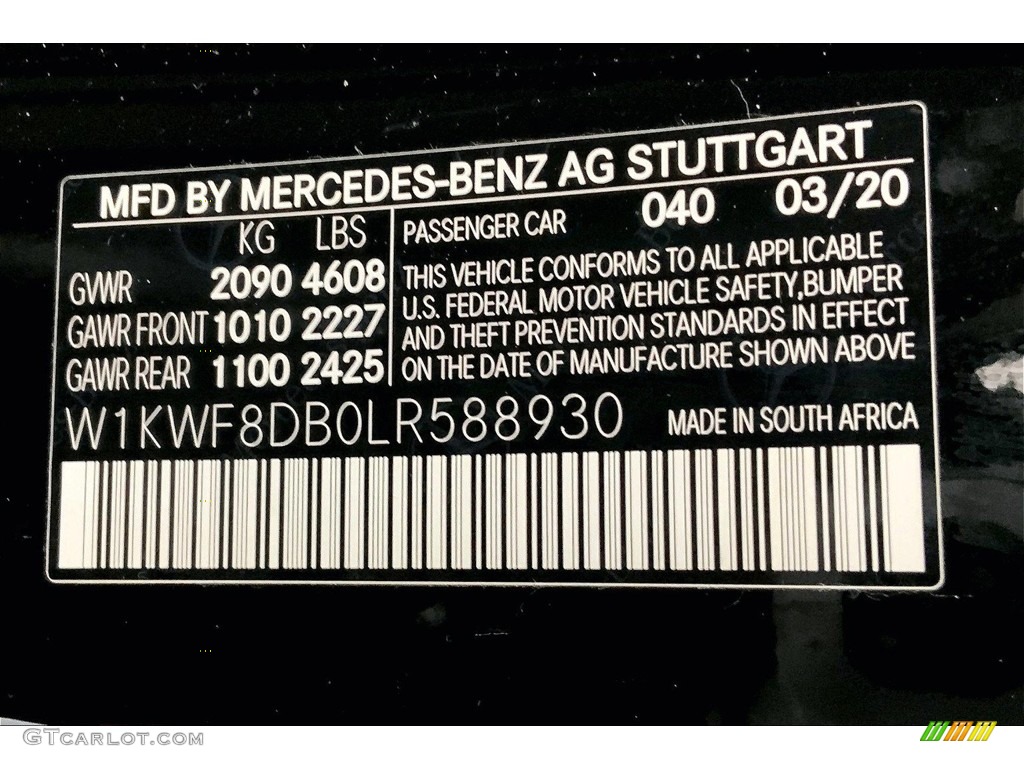 MFD BY MERCEDES-BENZ AG STUTTGART
KG LBS
GVWR 2090 4608
GAWR FRONT 1010 2227
GAWR REAR 1100 2425
PASSENGER CAR 040 03/20
THIS VEHICLE CONFORMS TO ALL APPLICABLE
U.S. FEDERAL MOTOR VEHICLE SAFETY,BUMPER
AND THEFT PREVENTION STANDARDS IN EFFECT
ON THE DATE OF MANUFACTURE SHOWN ABOVE
W1KWF8DB0LR588930 MADE IN SOUTH AFRICA
GTcarlot.com